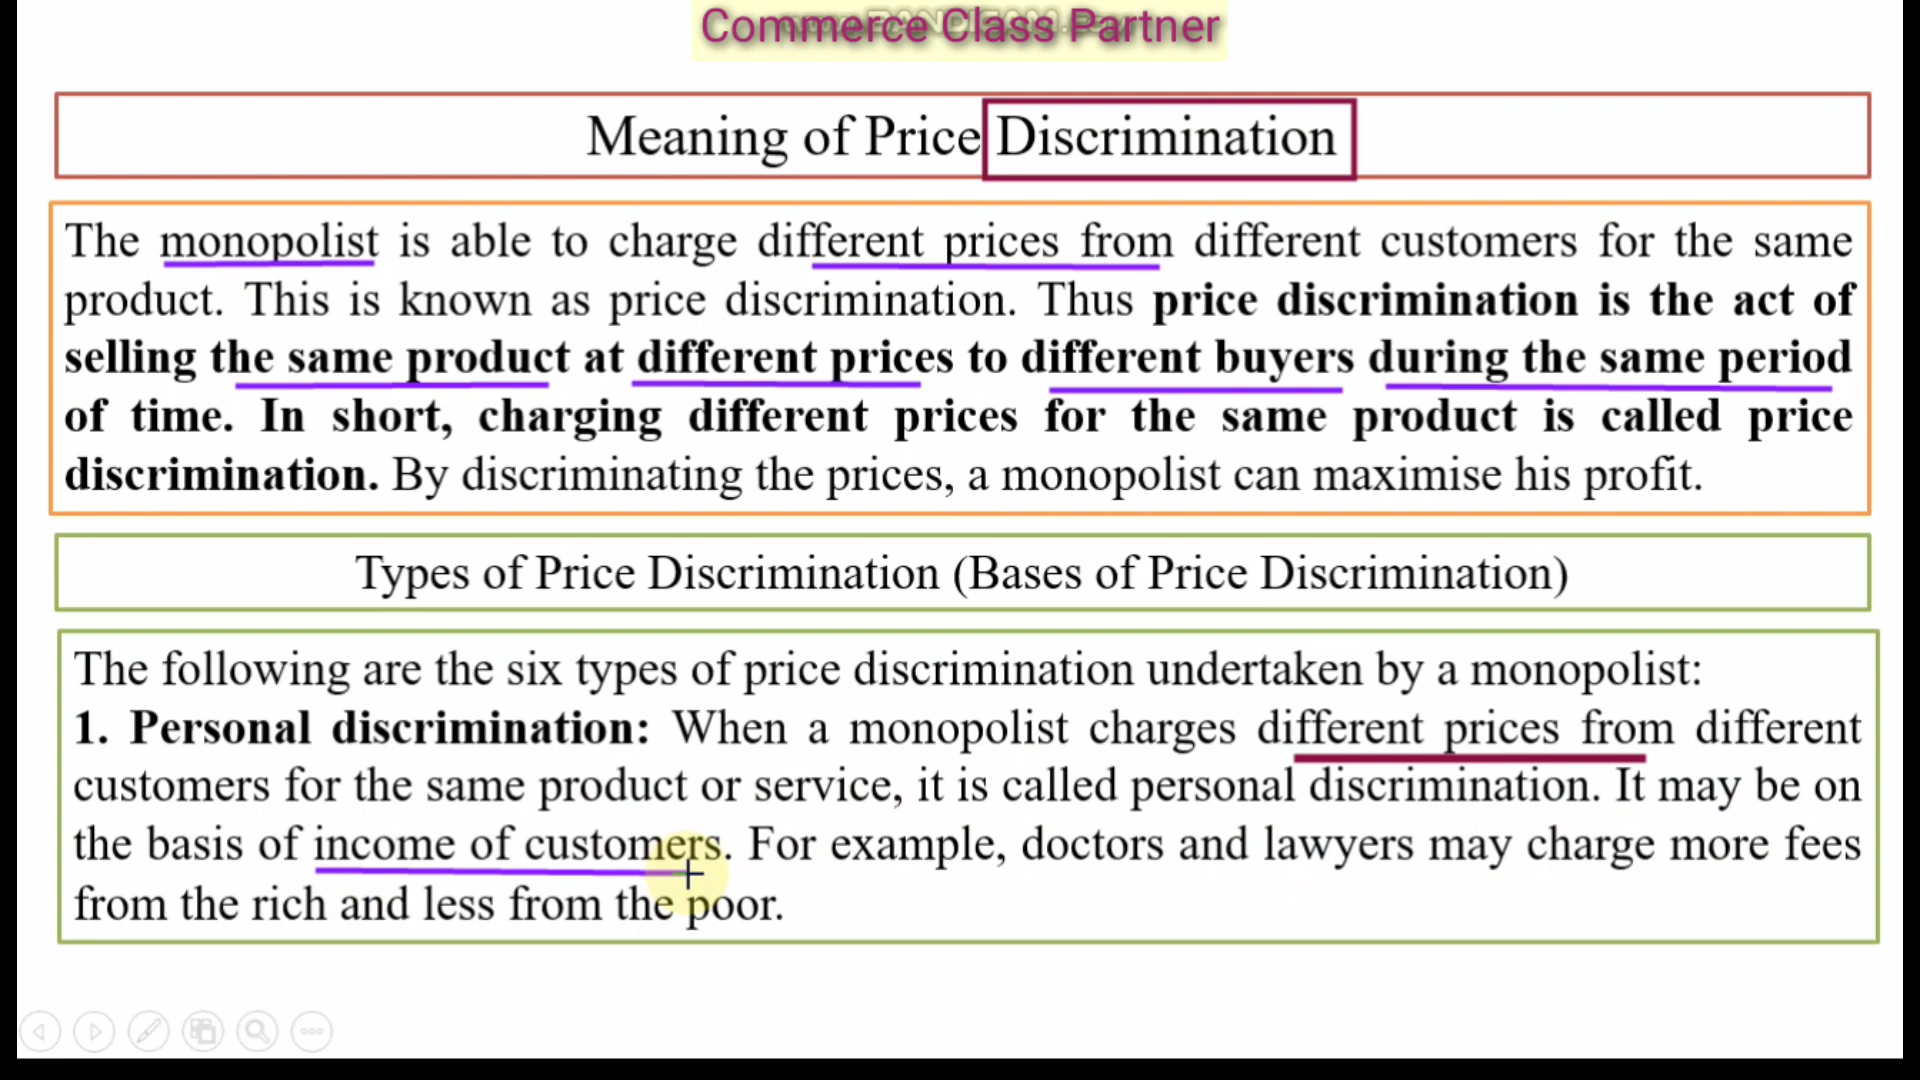 Commerce Class Partner
Meaning of Price Discrimination
The monopolist is able to charge different prices from different customers for the same
product. This is known as price discrimination. Thus price discrimination is the act of
selling the same product at different prices to different buyers during the same period
of time. In short, charging different prices for the same product is called price
discrimination. By discriminating the prices, a monopolist can maximise his profit.
Types of Price Discrimination (Bases of Price Discrimination)
The following are the six types of price discrimination undertaken by a monopolist:
1. Personal discrimination: When a monopolist charges different prices from different
customers for the same product or service, it is called personal discrimination. It may be on
the basis of income of customers. For example, doctors and lawyers may charge more fees
from the rich and less from the poor.